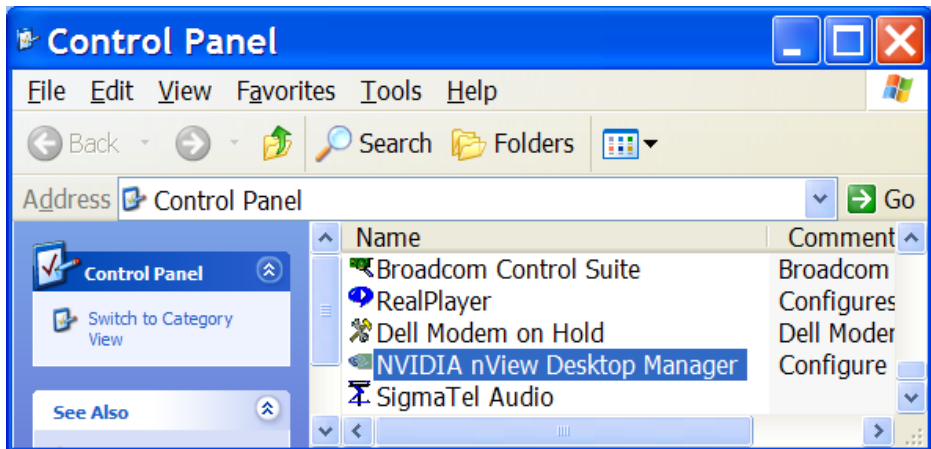 Control Panel
File Edit View Favorites Tools Help
Back Search Folders
Address Control Panel Go
Control Panel
Switch to Category
View
See Also
Name Comment
Broadcom Control Suite Broadcom
RealPlayer Configures
Dell Modem on Hold Dell Modem
NVIDIA nView Desktop Manager Configure
SigmaTel Audio